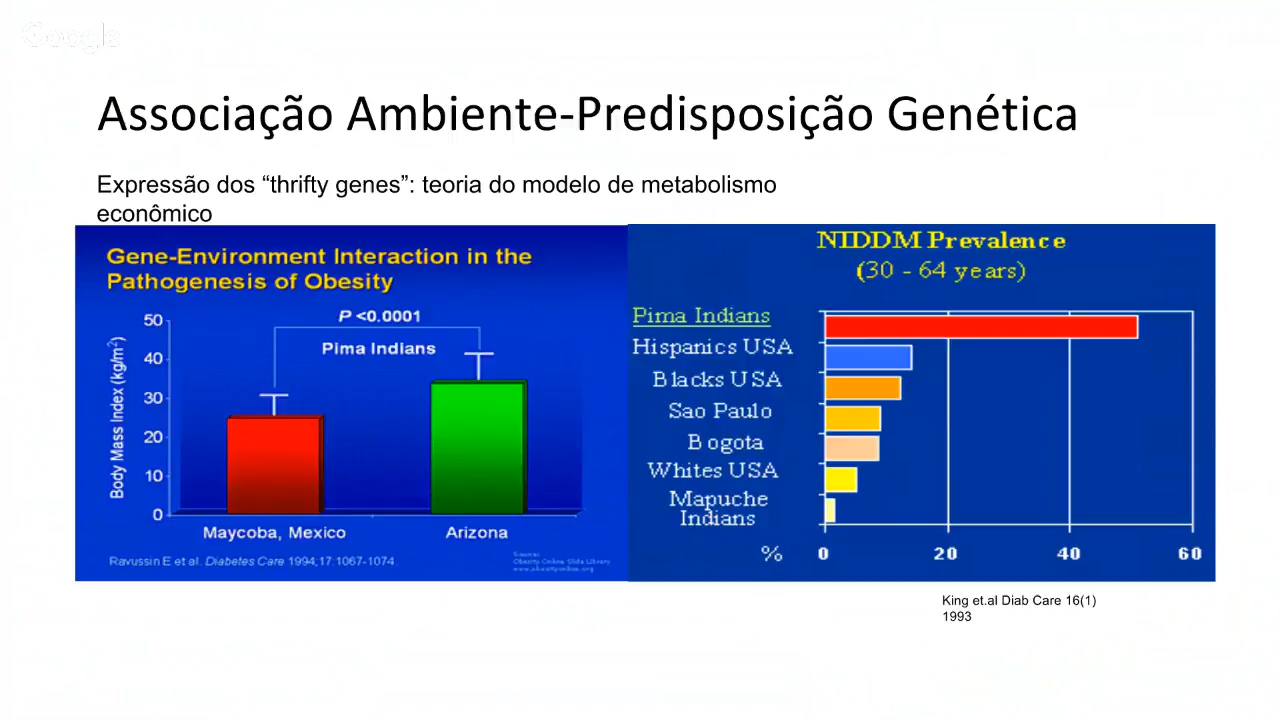 Google
Associação Ambiente-Predisposição Genética
Expressão dos “thrifty genes”: teoria do modelo de metabolismo
econômico
Gene-Environment Interaction in the
Pathogenesis of Obesity
P <0.0001
Pima Indians
Body Mass Index (kg/m²)
50
40
30
20
10
0
Maycoba, Mexico
Arizona
Ravussin E et al. Diabetes Care 1994;17:1067-1074.
Source:
Obesity Online Slide Library
www.obesityonline.org
NIDDM Prevalence
(30 - 64 years)
Pima Indians
Hispanics USA
Blacks USA
Sao Paulo
Bogota
Whites USA
Mapuche
Indians
% 0 20 40 60
King et.al Diab Care 16(1)
1993